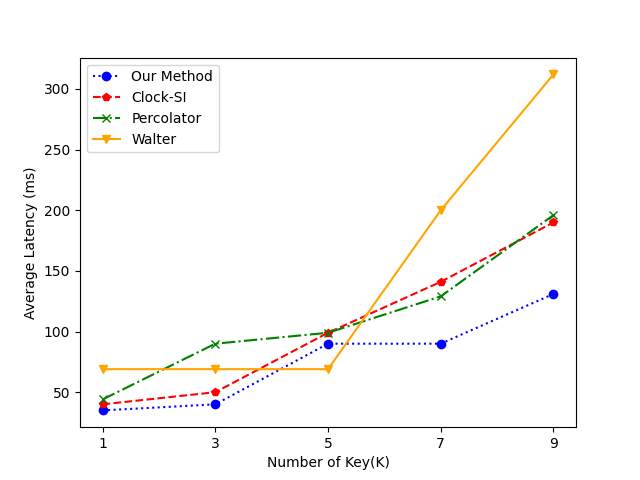 Our Method
Clock-SI
Percolator
Walter
300
250
200
150
100
50
Average Latency (ms)
1 3 5 7 9
Number of Key(K)